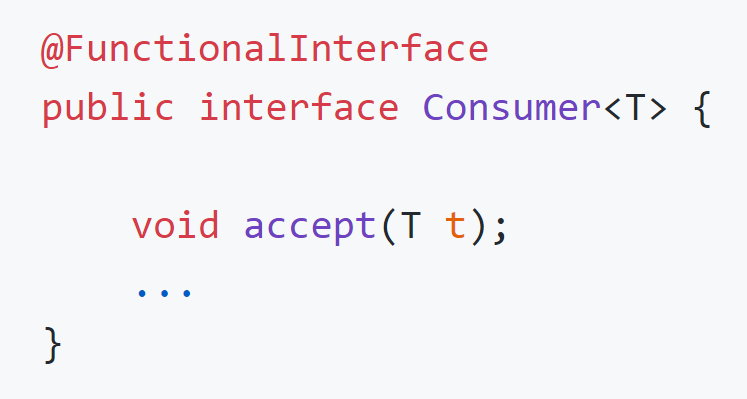 @FunctionalInterface
public interface Consumer<T> {
void accept(T t);
...
}